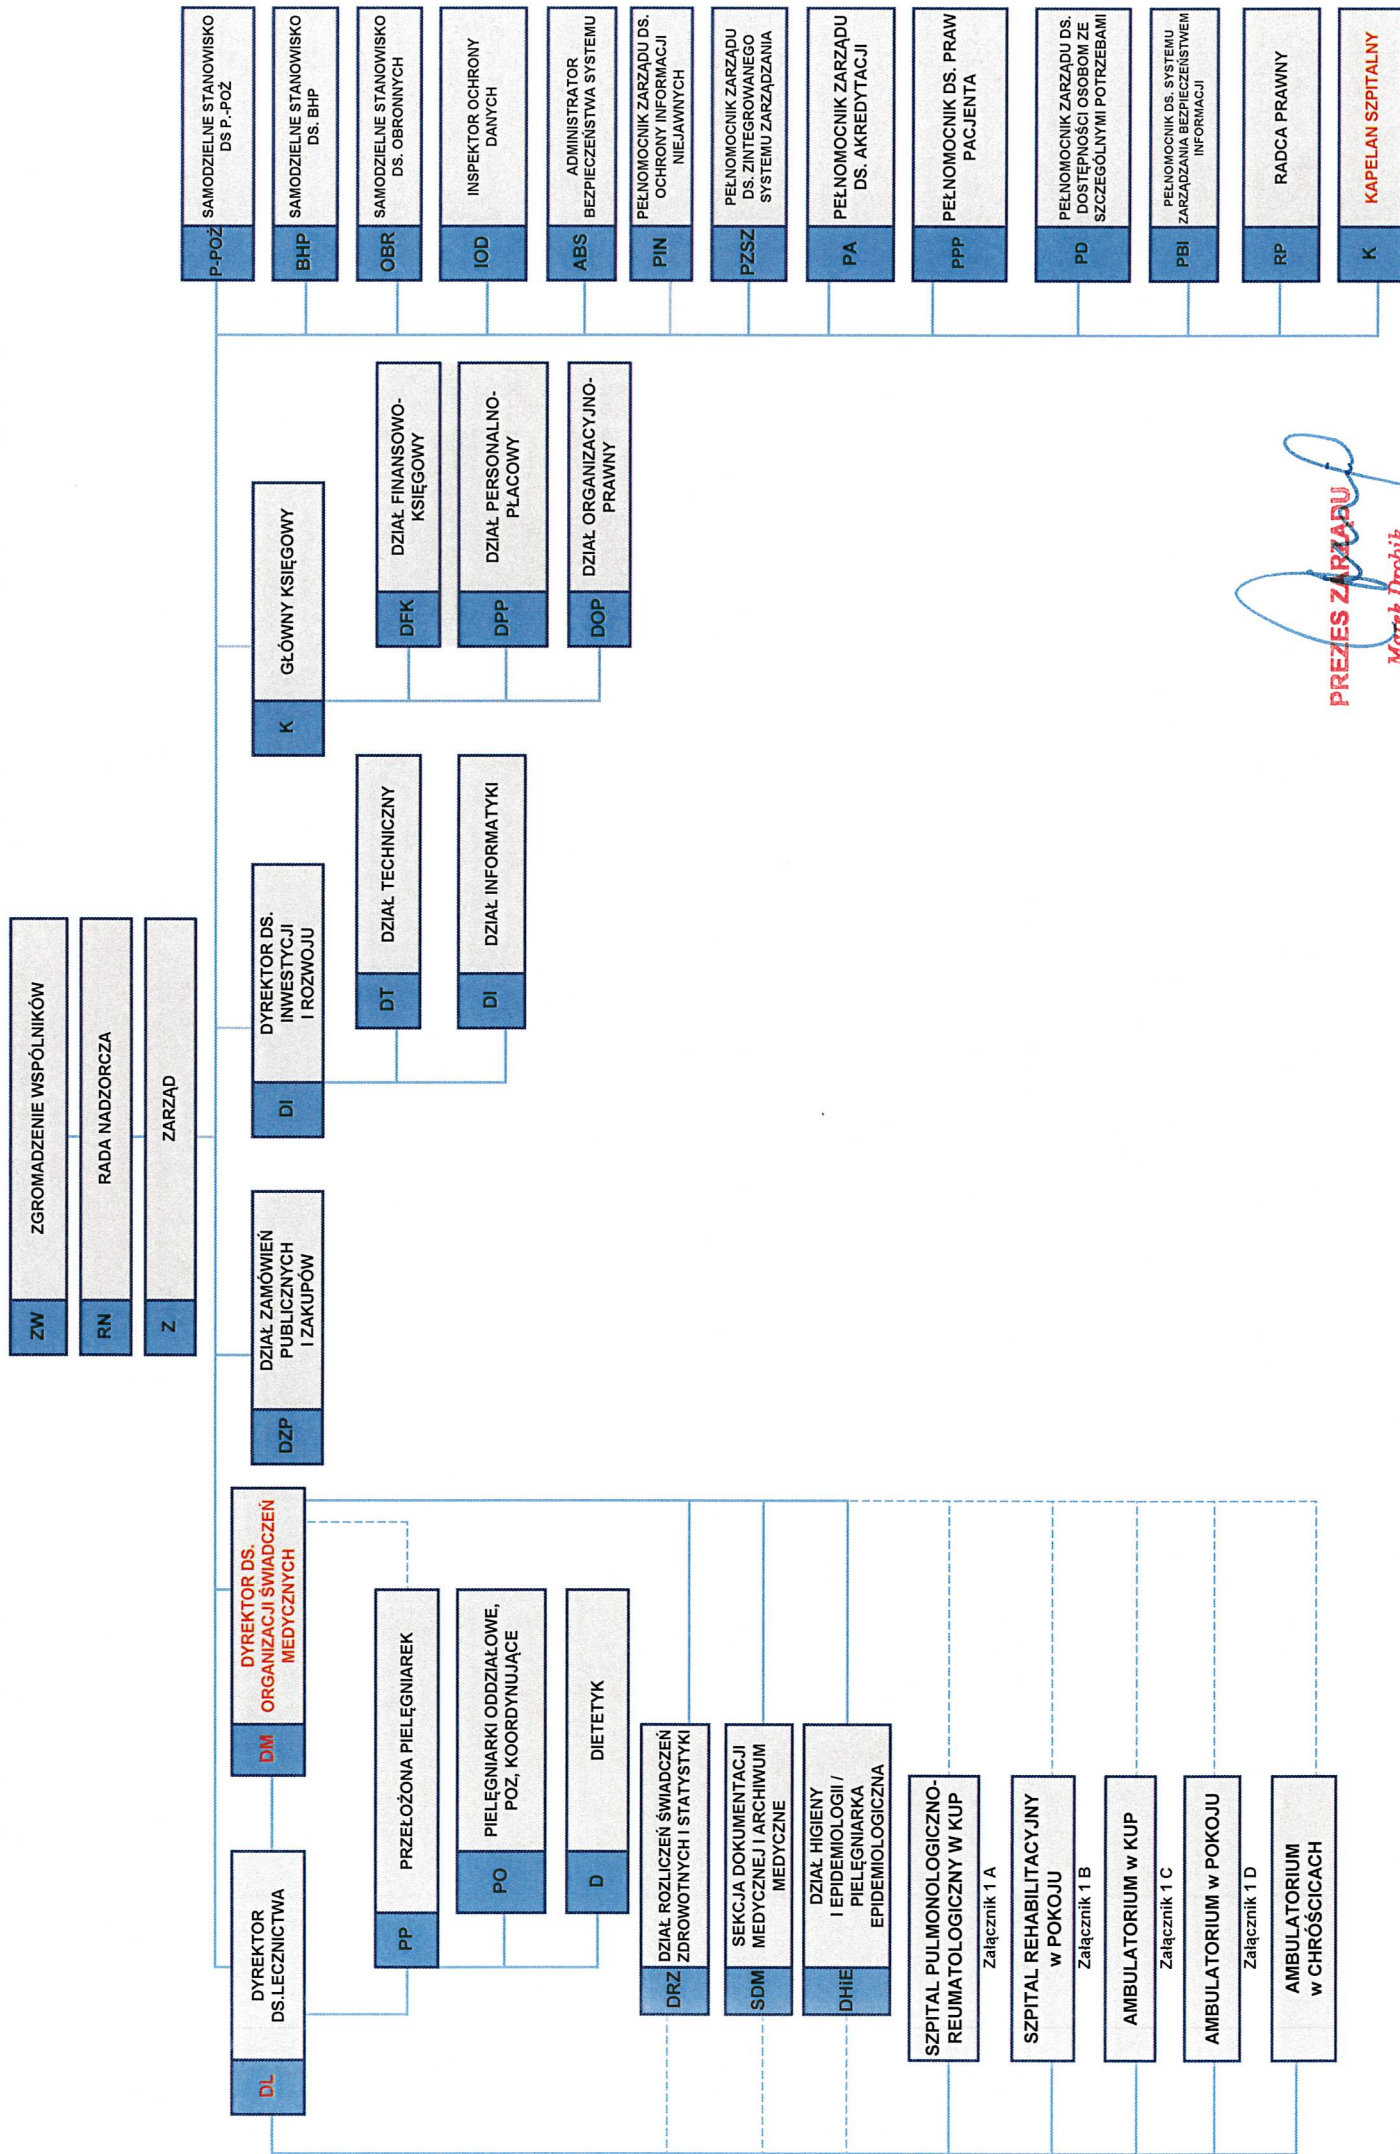 ZW
ZGROMADZENIE WSPÓLNIKÓW
RN
RADA NADZORCZA
Z
ZARZĄD
DL
DYREKTOR
DS.LECZNICTWA
DM
DYREKTOR DS.
ORGANIZACJI ŚWIADCZEŃ
MEDYCZNYCH
DZP
DZIAŁ ZAMÓWIEŃ
PUBLICZNYCH
I ZAKUPÓW
DI
DYREKTOR DS.
INWESTYCJI
I ROZWOJU
K
GŁÓWNY KSIĘGOWY
PP
PRZEŁOŻONA PIELĘGNIAREK
PO
PIELĘGNIARKI ODDZIAŁOWE,
POZ, KOORDYNUJĄCE
D
DIETETYK
DRZ
DZIAŁ ROZLICZEŃ ŚWIADCZEŃ
ZDROWOTNYCH I STATYSTYKI
SDM
SEKCJA DOKUMENTACJI
MEDYCZNEJ I ARCHIWUM
MEDYCZNE
DHiE
DZIAŁ HIGIENY
I EPIDEMIOLOGII /
PIELĘGNIARKA
EPIDEMIOLOGICZNA
SZPITAL PULMONOLOGICZNO-
REUMATOLOGICZNY W KUP
Załącznik 1 A
SZPITAL REHABILITACYJNY
w POKOJU
Załącznik 1 B
AMBULATORIUM w KUP
Załącznik 1 C
AMBULATORIUM w POKOJU
Załącznik 1 D
AMBULATORIUM
w CHRÓŚCICACH
DT
DZIAŁ TECHNICZNY
DI
DZIAŁ INFORMATYKI
DFK
DZIAŁ FINANSOWO-
KSIĘGOWY
DPP
DZIAŁ PERSONALNO-
PŁACOWY
DOP
DZIAŁ ORGANIZACYJNO-
PRAWNY
P-POŻ
SAMODZIELNE STANOWISKO
DS P.-POŻ
BHP
SAMODZIELNE STANOWISKO
DS. BHP
OBR
SAMODZIELNE STANOWISKO
DS. OBRONNYCH
IOD
INSPEKTOR OCHRONY
DANYCH
ABS
ADMINISTRATOR
BEZPIECZEŃSTWA SYSTEMU
PIN
PEŁNOMOCNIK ZARZĄDU DS.
OCHRONY INFORMACJI
NIEJAWNYCH
PZSZ
PEŁNOMOCNIK ZARZĄDU
DS. ZINTEGROWANEGO
SYSTEMU ZARZĄDZANIA
PA
PEŁNOMOCNIK ZARZĄDU
DS. AKREDYTACJI
PPP
PEŁNOMOCNIK DS. PRAW
PACJENTA
PD
PEŁNOMOCNIK ZARZĄDU DS.
DOSTĘPNOŚCI OSOBOM ZE
SZCZEGÓLNYMI POTRZEBAMI
PBI
PEŁNOMOCNIK DS. SYSTEMU
ZARZĄDZANIA BEZPIECZEŃSTWEM
INFORMACJI
RP
RADCA PRAWNY
K
KAPELAN SZPITALNY
PREZES ZARZĄDU
Marek Drobik